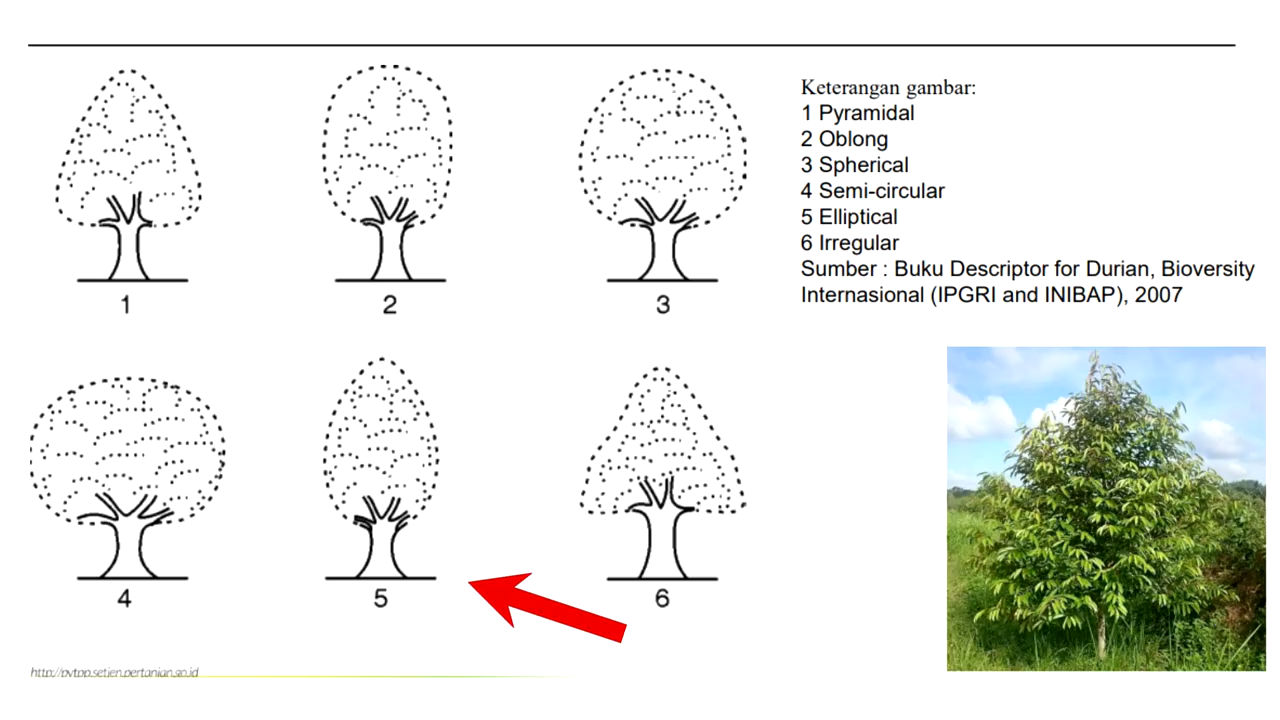 1
2
3
Keterangan gambar:
1 Pyramidal
2 Oblong
3 Spherical
4 Semi-circular
5 Elliptical
6 Irregular
Sumber : Buku Descriptor for Durian, Bioversity
Internasional (IPGRI and INIBAP), 2007
4
5
6
http://pvtpp.setjen.pertanian.go.id